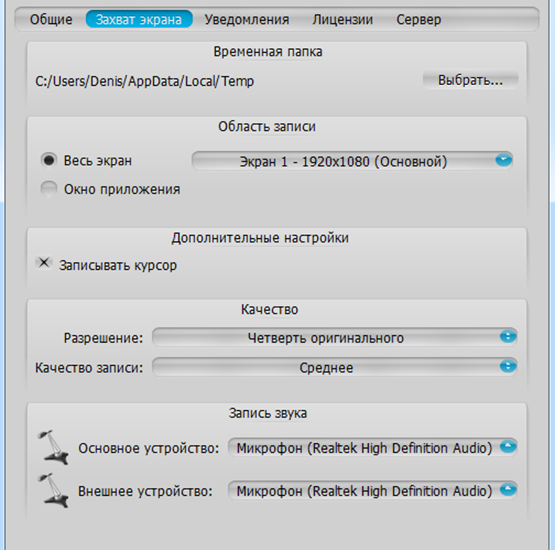 Общие Захват экрана Уведомления Лицензии Сервер
Временная папка
C:/Users/Denis/AppData/Local/Temp Выбрать...
Область записи
Весь экран Экран 1 - 1920x1080 (Основной)
Окно приложения
Дополнительные настройки
Записывать курсор
Качество
Разрешение: Четверть оригинального
Качество записи: Среднее
Запись звука
Основное устройство: Микрофон (Realtek High Definition Audio)
Внешнее устройство: Микрофон (Realtek High Definition Audio)